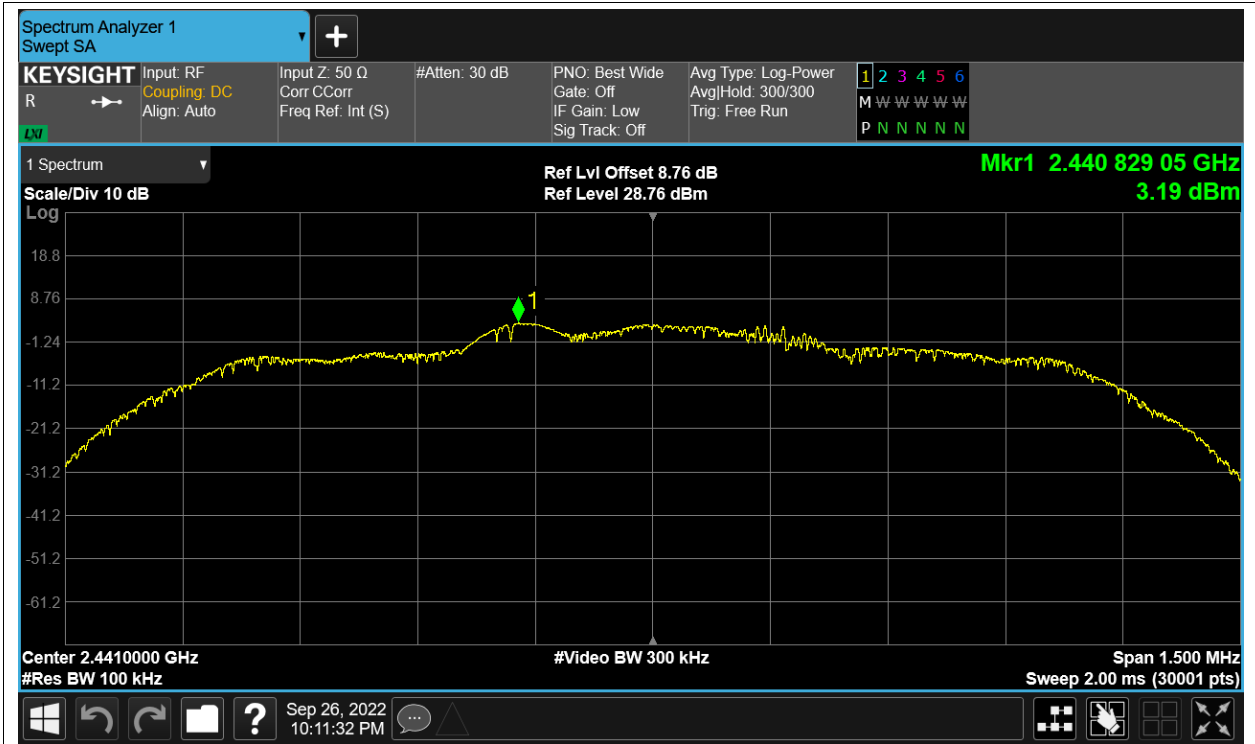 Spectrum Analyzer 1
Swept SA
+
KEYSIGHT
R
LXI
Input: RF
Coupling: DC
Align: Auto
Input Z: 50 Ω
Corr CCorr
Freq Ref: Int (S)
#Atten: 30 dB
PNO: Best Wide
Gate: Off
IF Gain: Low
Sig Track: Off
Avg Type: Log-Power
Avg|Hold: 300/300
Trig: Free Run
1 2 3 4 5 6
M W W W W W
P N N N N N
1 Spectrum
Scale/Div 10 dB
Log
Ref Lvl Offset 8.76 dB
Ref Level 28.76 dBm
Mkr1 2.440 829 05 GHz
3.19 dBm
18.8
8.76
-1.24
-11.2
-21.2
-31.2
-41.2
-51.2
-61.2
1
Center 2.4410000 GHz
#Res BW 100 kHz
#Video BW 300 kHz
Span 1.500 MHz
Sweep 2.00 ms (30001 pts)
?
Sep 26, 2022
10:11:32 PM